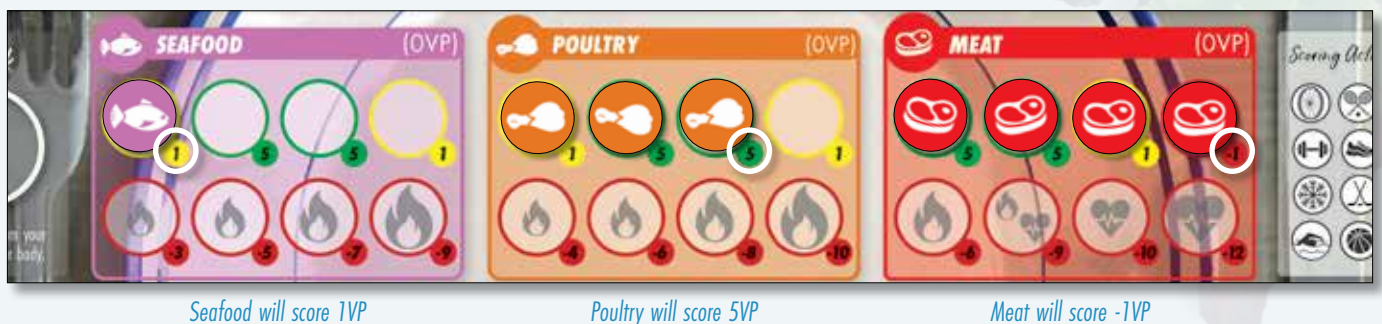 SEAFOOD (0VP)
POULTRY (0VP)
MEAT (0VP)
1 5 5 1
1 5 5 1
5 5 1 -1
-3 -5 -7 -9
-4 -6 -8 -10
-6 -9 -10 -12
Scoring
body.
Seafood will score 1VP
Poultry will score 5VP
Meat will score -1VP